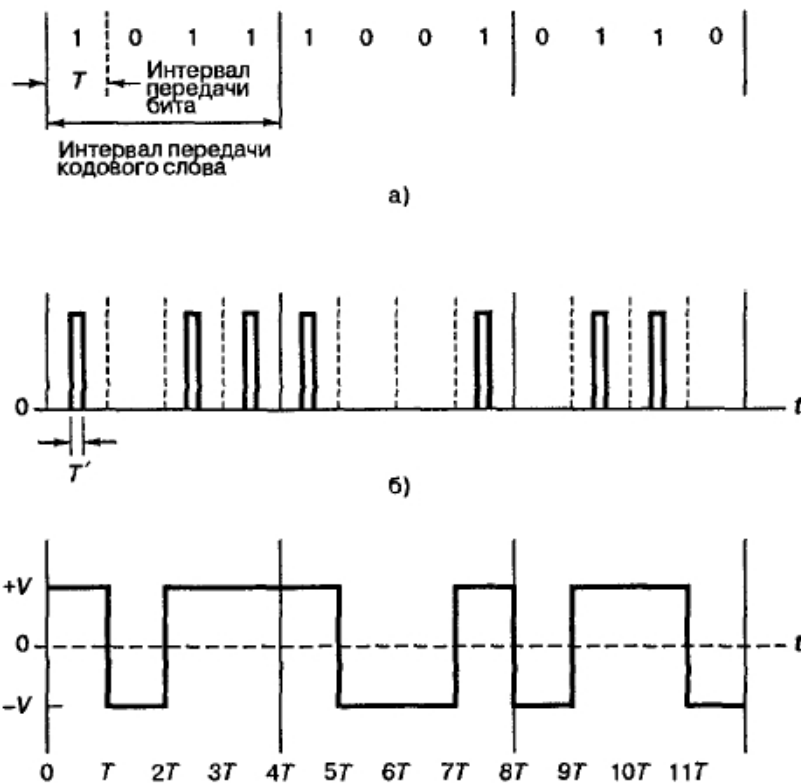 1 0 1 1 1 0 0 1 0 1 1 0
T
Интервал
передачи
бита
Интервал передачи
кодового слова
а)
0
t
T′
б)
+V
0
t
–V
0 T 2T 3T 4T 5T 6T 7T 8T 9T 10T 11T